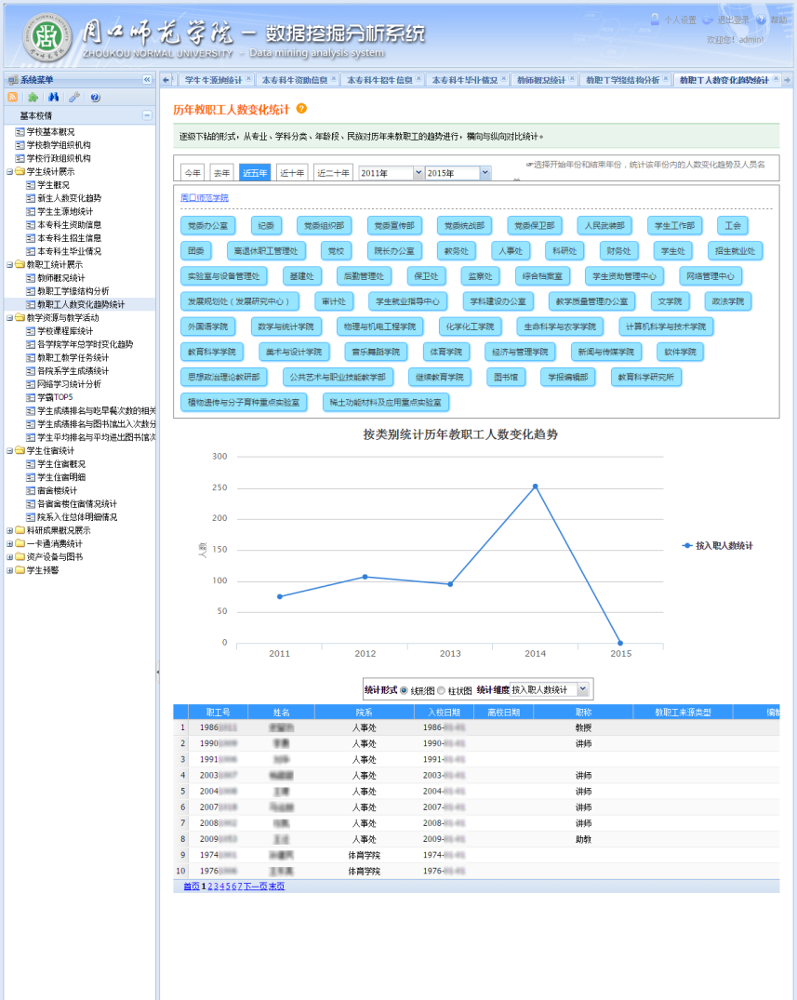 周口师范学院 — 数据挖掘分析系统
ZHOUKOU NORMAL UNIVERSITY - Data mining analysis system
个人设置 退出登录 帮助
欢迎您! admin!
系统菜单
基本校情
学校基本概况
学校教学组织机构
学校行政组织机构
学生统计展示
学生概况
新生人数变化趋势
学生生源地统计
本专科生资助信息
本专科生招生信息
本专科生毕业情况
教职工统计展示
教师概况统计
教职工学缘结构分析
教职工人数变化趋势统计
教学资源与教学活动
学校课程库统计
各学院学年总学时变化趋势
教职工教学任务统计
各院系学生成绩统计
网络学习统计分析
学霸TOP5
学生成绩排名与吃早餐次数的相关
学生成绩排名与图书馆出入次数分
学生平均排名与平均进出图书馆次
学生住宿统计
学生住宿概况
学生住宿明细
宿舍楼统计
各宿舍楼住宿情况统计
院系入住总体明细情况
科研成果概况展示
一卡通消费统计
资产设备与图书
学生预警
学生生源地统计 本专科生资助信息 本专科生招生信息 本专科生毕业情况 教师概况统计 教职工学缘结构分析 教职工人数变化趋势统计
历年教职工人数变化统计
逐级下钻的形式，从专业、学科分类、年龄段、民族对历年来教职工的趋势进行，横向与纵向对比统计。
今年 去年 近五年 近十年 近二十年 2011年 2015年 ☞选择开始年份和结束年份，统计该年份内的人数变化趋势及人员名
周口师范学院
党委办公室 纪委 党委组织部 党委宣传部 党委统战部 党委保卫部 人民武装部 学生工作部 工会
团委 离退休职工管理处 党校 院长办公室 教务处 人事处 科研处 财务处 学生处 招生就业处
实验室与设备管理处 基建处 后勤管理处 保卫处 监察处 综合档案室 学生资助管理中心 网络管理中心
发展规划处（发展研究中心） 审计处 学生就业指导中心 学科建设办公室 教学质量管理办公室 文学院 政法学院
外国语学院 数学与统计学院 物理与机电工程学院 化学化工学院 生命科学与农学学院 计算机科学与技术学院
教育科学学院 美术与设计学院 音乐舞蹈学院 体育学院 经济与管理学院 新闻与传媒学院 软件学院
思想政治理论教研部 公共艺术与职业技能教学部 继续教育学院 图书馆 学报编辑部 教育科学研究所
植物遗传与分子育种重点实验室 稀土功能材料及应用重点实验室
按类别统计历年教职工人数变化趋势
300
250
200
150
100
50
0
人数
2011 2012 2013 2014 2015
按入职人数统计
统计形式 线形图 柱状图 统计维度 按入职人数统计
职工号 姓名 院系 入校日期 离校日期 职称 教职工来源类型 编制
1 1986 人事处 1986- 教授
2 1990 人事处 1990- 讲师
3 1991 人事处 1991-
4 2003 人事处 2003- 讲师
5 2004 人事处 2004- 讲师
6 2007 人事处 2007- 讲师
7 2008 人事处 2008- 讲师
8 2009 人事处 2009- 助教
9 1974 体育学院 1974-
10 1976 体育学院 1976-
首页 1 2 3 4 5 6 7 下一页 末页